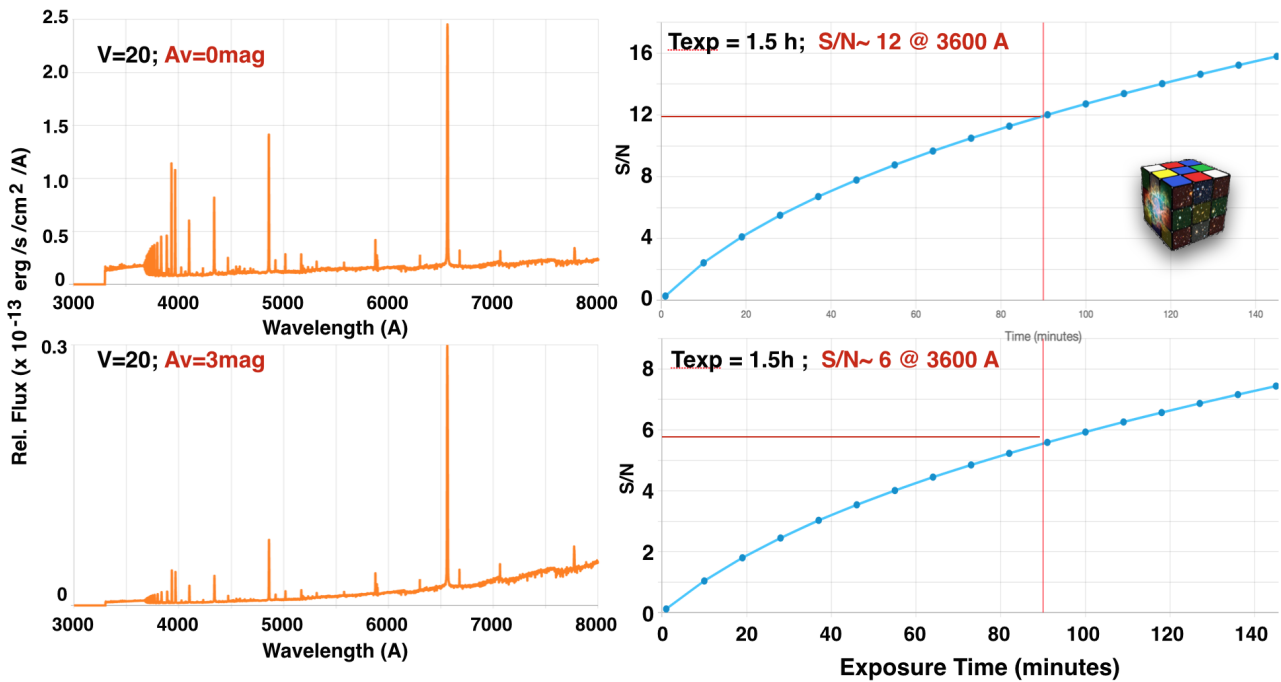 V=20; Av=0mag
2.5
2.0
1.5
1.0
0.5
0
3000 4000 5000 6000 7000 8000
Wavelength (A)
Texp = 1.5 h; S/N~ 12 @ 3600 A
16
12
8
4
0
S/N
0 20 40 60 80 100 120 140
Time (minutes)
Rel. Flux (x 10⁻¹³ erg /s /cm² /A)
V=20; Av=3mag
0.3
0
3000 4000 5000 6000 7000 8000
Wavelength (A)
Texp = 1.5h ; S/N~ 6 @ 3600 A
8
6
4
2
0
S/N
0 20 40 60 80 100 120 140
Exposure Time (minutes)